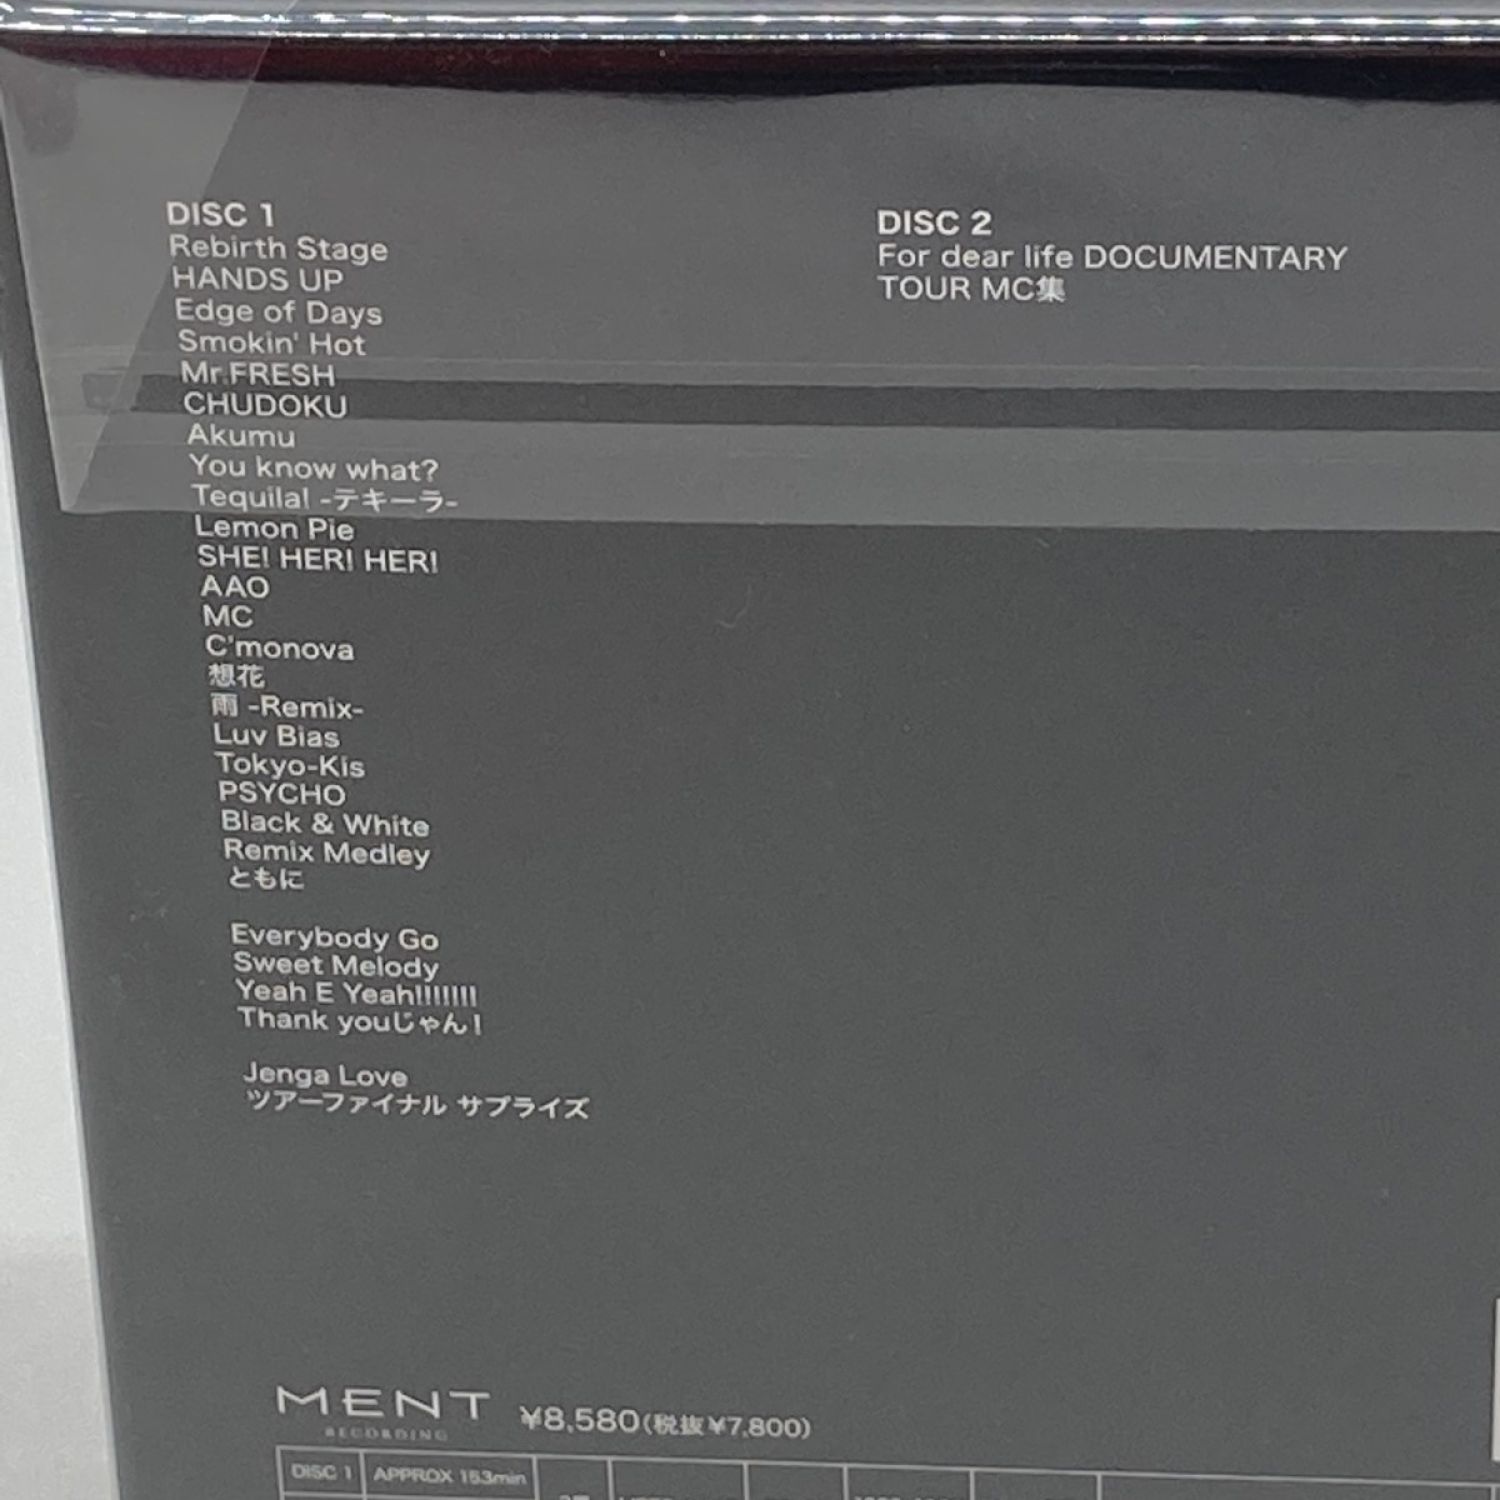 DISC 1
Rebirth Stage
HANDS UP
Edge of Days
Smokin' Hot
Mr.FRESH
CHUDOKU
Akumu
You know what?
Tequila! -テキーラ-
Lemon Pie
SHE! HER! HER!
AAO
MC
C'monova
想花
雨 -Remix-
Luv Bias
Tokyo-Kis
PSYCHO
Black & White
Remix Medley
ともに
Everybody Go
Sweet Melody
Yeah E Yeah!!!!!!!
Thank youじゃん!
Jenga Love
ツアーファイナル サプライズ
DISC 2
For dear life DOCUMENTARY
TOUR MC集
MENT
RECORDING
¥8,580(税抜¥7,800)
DISC 1 APPROX 153min